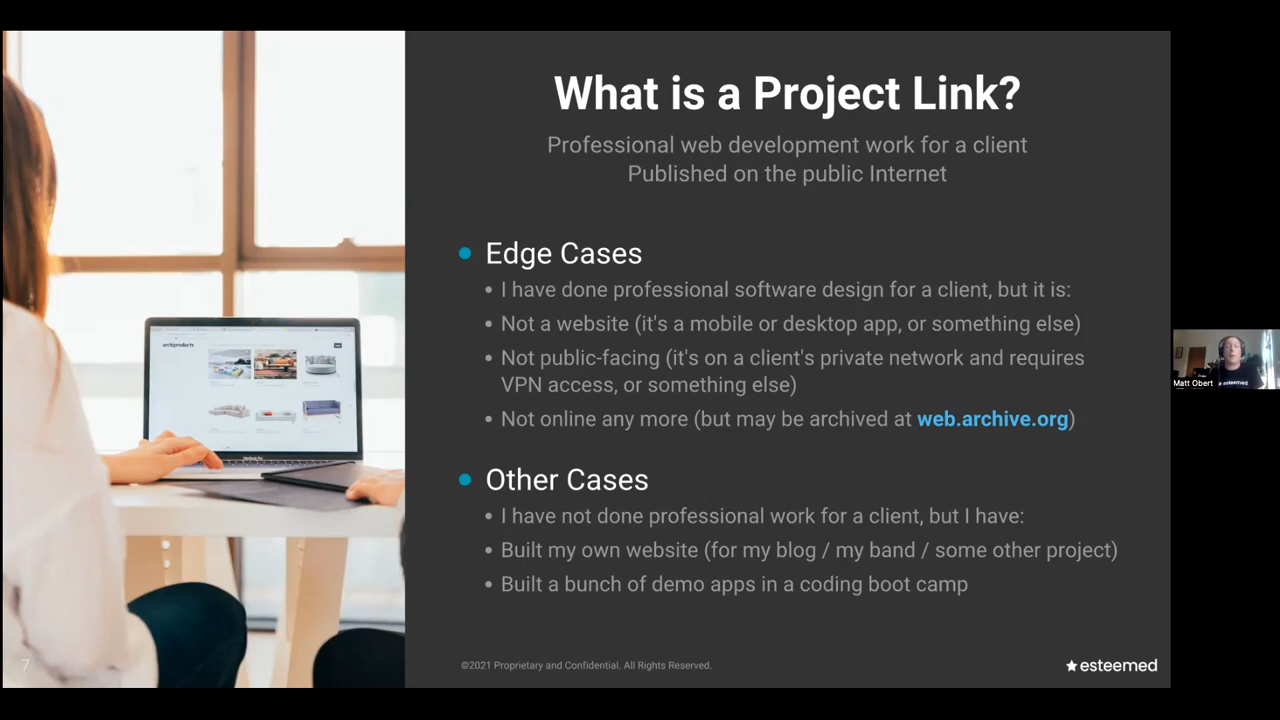 What is a Project Link?
Professional web development work for a client
Published on the public Internet
Edge Cases
I have done professional software design for a client, but it is:
Not a website (it's a mobile or desktop app, or something else)
Not public-facing (it's on a client's private network and requires
VPN access, or something else)
Not online any more (but may be archived at web.archive.org)
Other Cases
I have not done professional work for a client, but I have:
Built my own website (for my blog / my band / some other project)
Built a bunch of demo apps in a coding boot camp
7
©2021 Proprietary and Confidential. All Rights Reserved.
esteemed
archiproducts
MacBook Pro
Matt Obert
esteemed